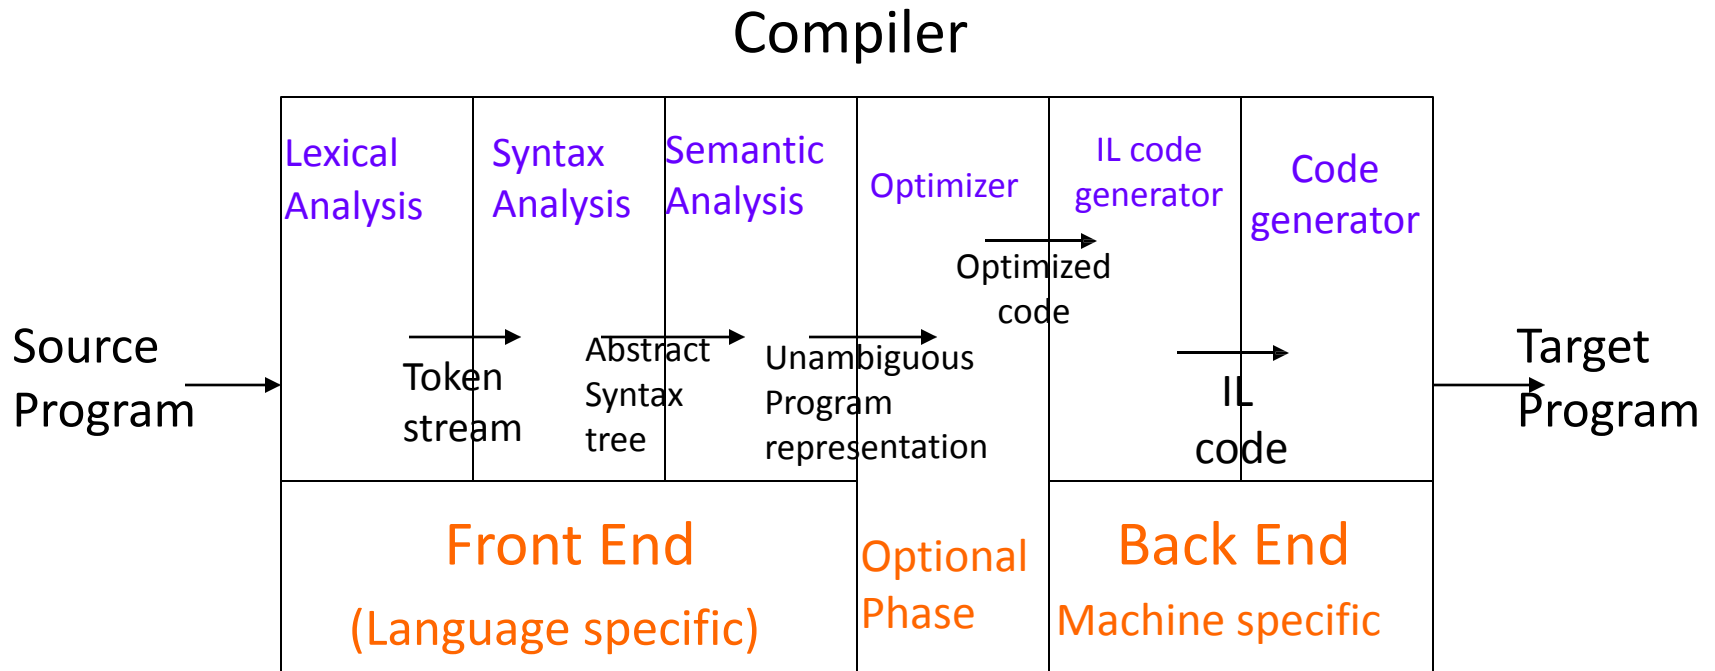 Compiler
Lexical
Analysis
Syntax
Analysis
Semantic
Analysis
Optimizer
IL code
generator
Code
generator
Optimized
code
Source
Program
Token
stream
Abstract
Syntax
tree
Unambiguous
Program
representation
IL
code
Target
Program
Front End
(Language specific)
Optional
Phase
Back End
Machine specific